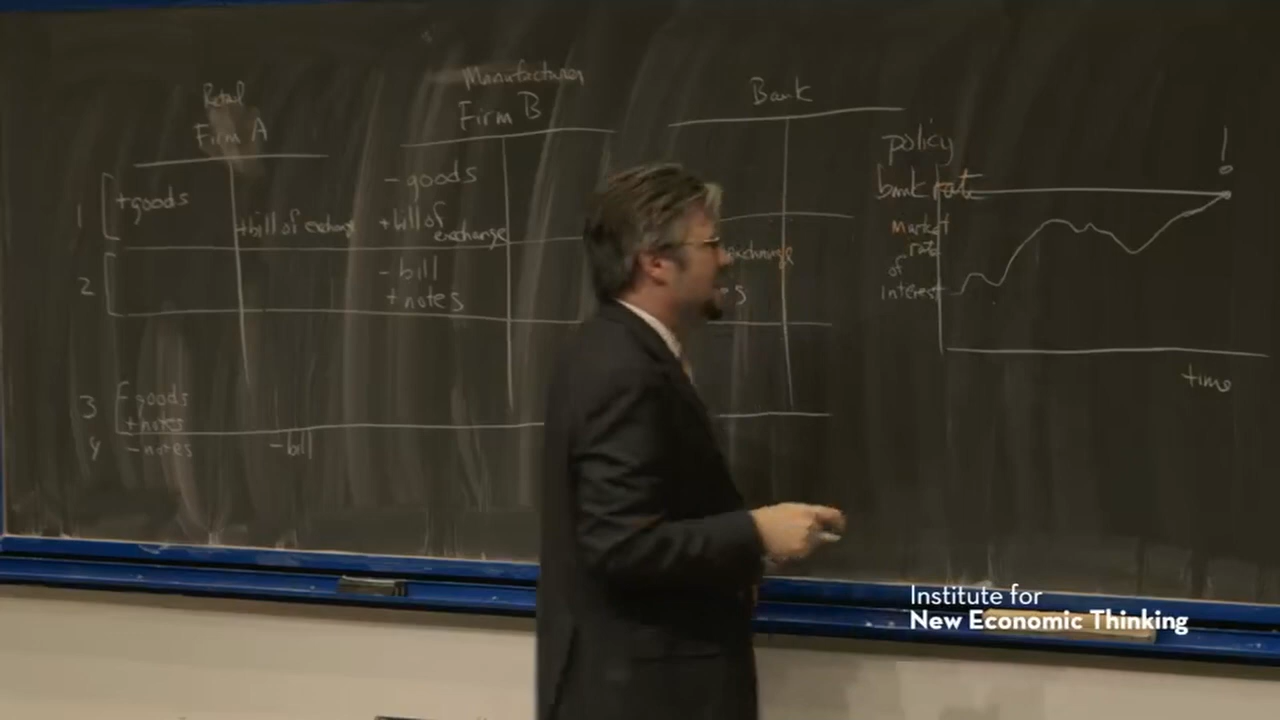 Retail
Firm A
Manufacturer
Firm B
Bank
1
+goods
+bill of exchange
- goods
+bill of
exchange
2
- bill
+ notes
exchange
s
3
- goods
+ notes
4
- notes
- bill
policy
bank rate
Market
rate
of
interest
!
time
Institute for
New Economic Thinking